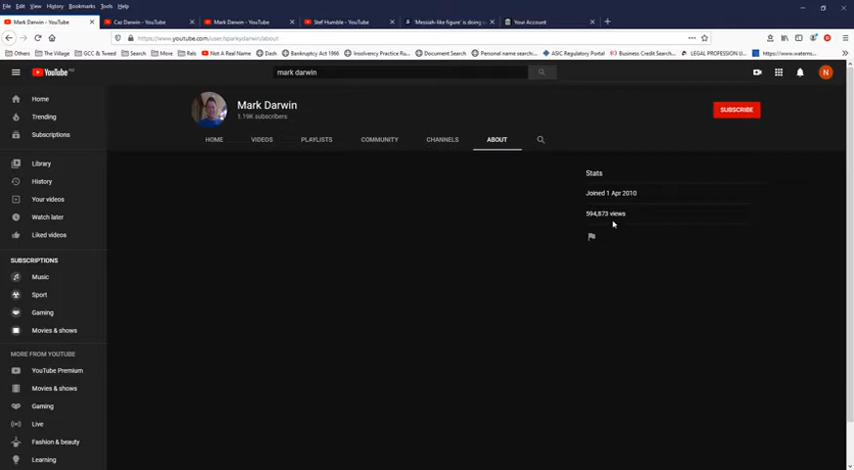 File Edit View History Bookmarks Tools Help
Mark Darwin - YouTube
Caz Darwin - YouTube
Mark Darwin - YouTube
Stef Humble - YouTube
'Messiah-like figure' is doing
Your Account
https://www.youtube.com/user/sparkydarwin/about
Others The Village GCC & Tweed Search More Rels Not A Real Name Dash Bankruptcy Act 1966 Insolvency Practice Ru... Document Search Personal name search... ASIC Regulatory Portal Business Credit Search... LEGAL PROFESSION U... https://www.waterns...
YouTube
mark darwin
N
Home
Trending
Subscriptions
Library
History
Your videos
Watch later
Liked videos
SUBSCRIPTIONS
Music
Sport
Gaming
Movies & shows
MORE FROM YOUTUBE
YouTube Premium
Movies & shows
Gaming
Live
Fashion & beauty
Learning
Mark Darwin
1.19K subscribers
SUBSCRIBE
HOME VIDEOS PLAYLISTS COMMUNITY CHANNELS ABOUT
Stats
Joined 1 Apr 2010
594,873 views